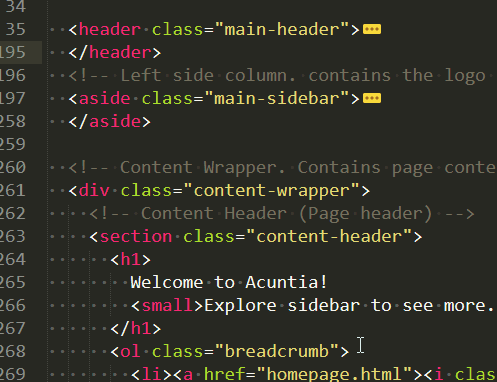 34
35 <header class="main-header">
195 </header>
196 <!-- Left side column. contains the logo
197 <aside class="main-sidebar">
258 </aside>
259
260 <!-- Content Wrapper. Contains page conte
261 <div class="content-wrapper">
262 <!-- Content Header (Page header) -->
263 <section class="content-header">
264 <h1>
265 Welcome to Acuntia!
266 <small>Explore sidebar to see more.
267 </h1>
268 <ol class="breadcrumb">
269 <li><a href="homepage.html"><i clas